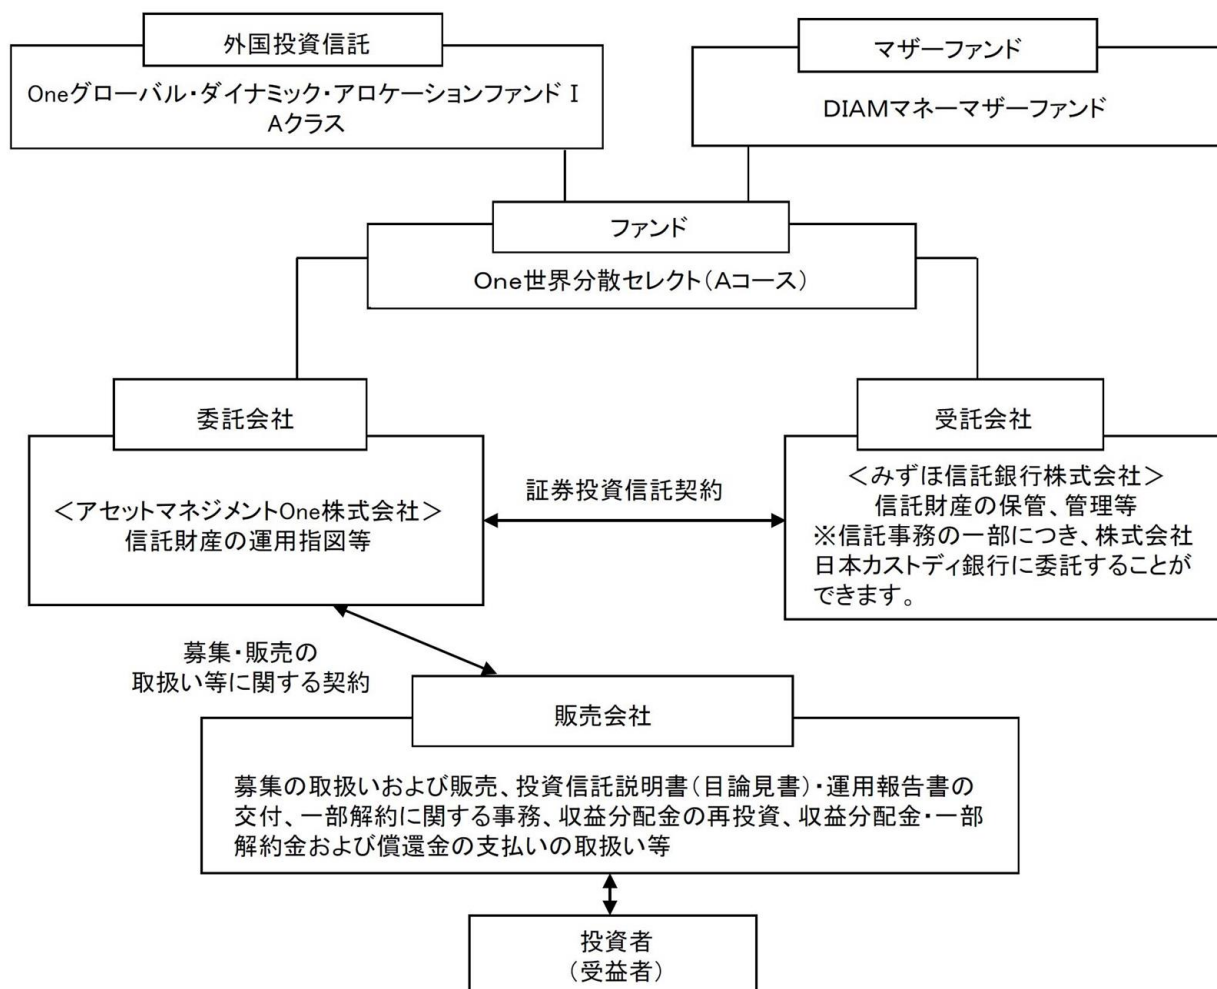 外国投資信託
Oneグローバル・ダイナミック・アロケーションファンドⅠ
Aクラス
マザーファンド
DIAMマネーマザーファンド
ファンド
One世界分散セレクト(Aコース)
委託会社
<アセットマネジメントOne株式会社>
信託財産の運用指図等
証券投資信託契約
受託会社
<みずほ信託銀行株式会社>
信託財産の保管、管理等
※信託事務の一部につき、株式会社
日本カストディ銀行に委託することが
できます。
募集・販売の
取扱い等に関する契約
販売会社
募集の取扱いおよび販売、投資信託説明書(目論見書)・運用報告書の
交付、一部解約に関する事務、収益分配金の再投資、収益分配金・一部
解約金および償還金の支払いの取扱い等
投資者
(受益者)